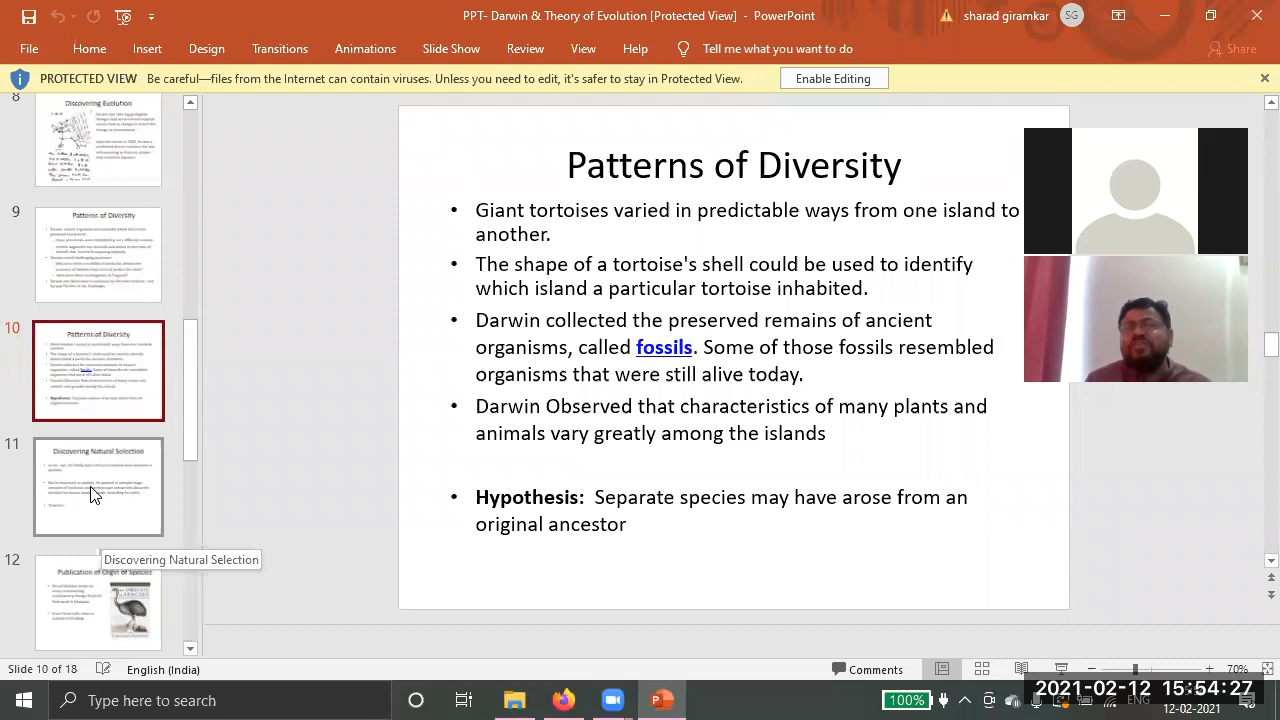 PPT- Darwin & Theory of Evolution [Protected View] - PowerPoint
sharad giramkar
SG
File Home Insert Design Transitions Animations Slide Show Review View Help Tell me what you want to do Share
PROTECTED VIEW Be careful—files from the Internet can contain viruses. Unless you need to edit, it's safer to stay in Protected View. Enable Editing
8
Discovering Evolution
9
Patterns of Diversity
10
Patterns of Diversity
11
Discovering Natural Selection
Discovering Natural Selection
12
Publication of Origin of Species
Patterns of Diversity
• Giant tortoises varied in predictable ways from one island to
another
• The shape of a tortoise's shell could be used to identify
which island a particular tortoise inhabited.
• Darwin collected the preserved remains of ancient
organisms, called fossils. Some of those fossils resembled
organisms that were still alive today.
• Darwin Observed that characteristics of many plants and
animals vary greatly among the islands
• Hypothesis: Separate species may have arose from an
original ancestor
Slide 10 of 18 English (India) Comments 70%
Type here to search
100%
ENG
2021-02-12 15:54:27
12-02-2021